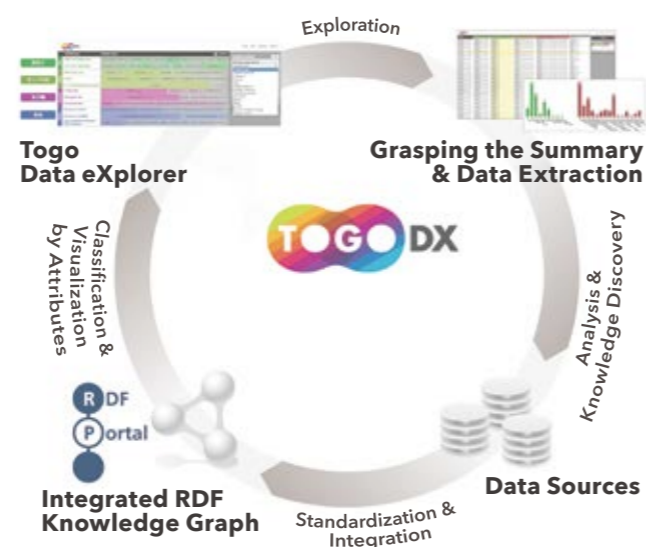 Exploration
Togo
Data eXplorer
Grasping the Summary
& Data Extraction
TOGO DX
Classification &
Visualization
by Attributes
Analysis &
Knowledge Discovery
RDF
Portal
Integrated RDF
Knowledge Graph
Data Sources
Standardization &
Integration